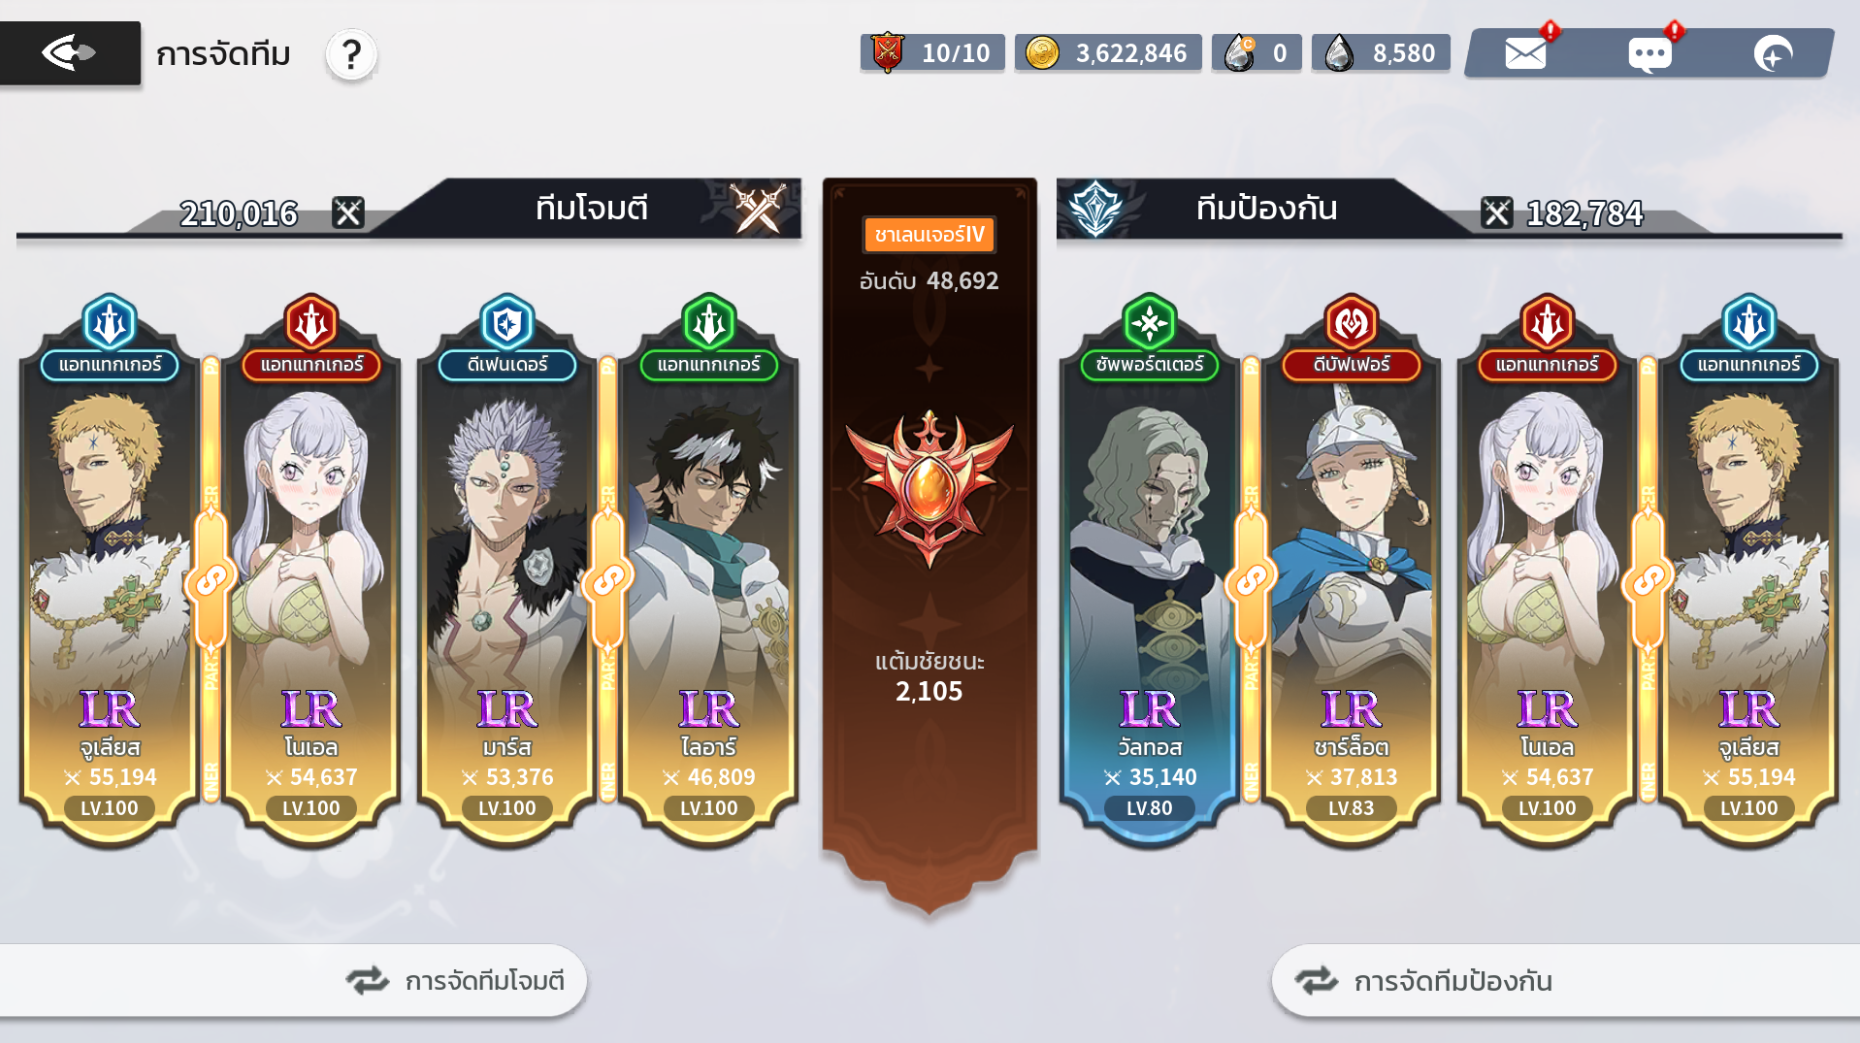 การจัดทีม
?
10/10
3,622,846
0
8,580
210,016
ทีมโจมตี
ชาเลนเจอร์IV
อันดับ 48,692
ทีมป้องกัน
182,784
แอทแทกเกอร์
แอทแทกเกอร์
ดีเฟนเดอร์
แอทแทกเกอร์
ซัพพอร์ตเตอร์
ดีบัฟเฟอร์
แอทแทกเกอร์
แอทแทกเกอร์
แต้มชัยชนะ
2,105
LR
จูเลียส
55,194
LV.100
LR
โนเอล
54,637
LV.100
LR
มาร์ส
53,376
LV.100
LR
ไลอาร์
46,809
LV.100
LR
วัลทอส
35,140
LV.80
LR
ชาร์ล็อต
37,813
LV.83
LR
โนเอล
54,637
LV.100
LR
จูเลียส
55,194
LV.100
การจัดทีมโจมตี
การจัดทีมป้องกัน